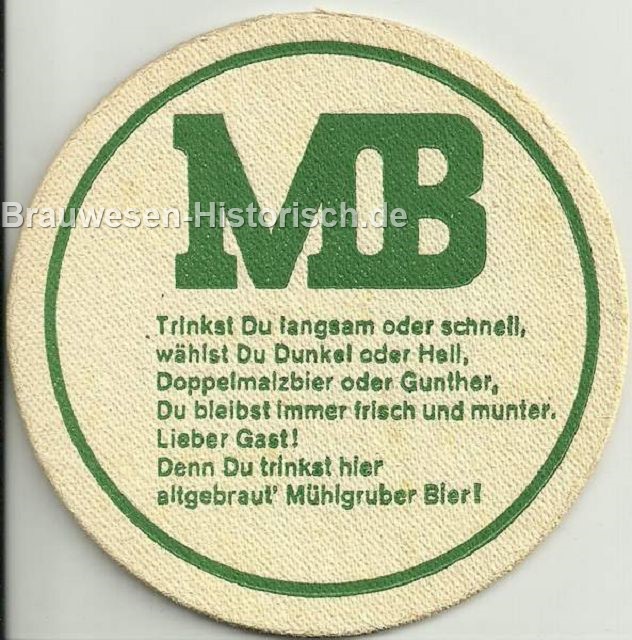 MB
Brauwesen-Historisch.de
Trinkst Du langsam oder schnell,
wählst Du Dunkel oder Hell,
Doppelmalzbier oder Gunther,
Du bleibst immer frisch und munter.
Lieber Gast!
Denn Du trinkst hier
altgebraut' Mühlgruber Bier!